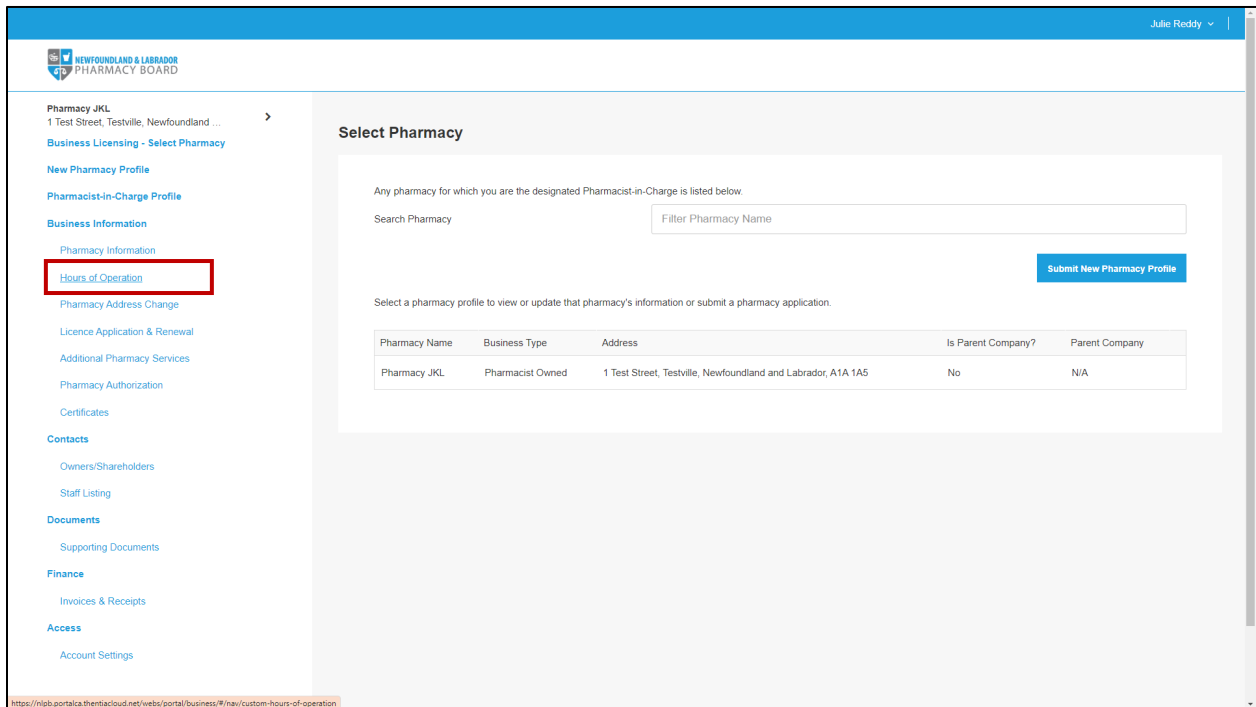 Julie Reddy
NEWFOUNDLAND & LABRADOR
PHARMACY BOARD
Pharmacy JKL
1 Test Street, Testville, Newfoundland ...
Business Licensing - Select Pharmacy
New Pharmacy Profile
Pharmacist-in-Charge Profile
Business Information
Pharmacy Information
Hours of Operation
Pharmacy Address Change
Licence Application & Renewal
Additional Pharmacy Services
Pharmacy Authorization
Certificates
Contacts
Owners/Shareholders
Staff Listing
Documents
Supporting Documents
Finance
Invoices & Receipts
Access
Account Settings
Select Pharmacy
Any pharmacy for which you are the designated Pharmacist-in-Charge is listed below.
Search Pharmacy Filter Pharmacy Name
Submit New Pharmacy Profile
Select a pharmacy profile to view or update that pharmacy's information or submit a pharmacy application.
Pharmacy Name Business Type Address Is Parent Company? Parent Company
Pharmacy JKL Pharmacist Owned 1 Test Street, Testville, Newfoundland and Labrador, A1A 1A5 No N/A
https://nlpb.portalca.thentiacloud.net/webs/portal/business/#/nav/custom-hours-of-operation